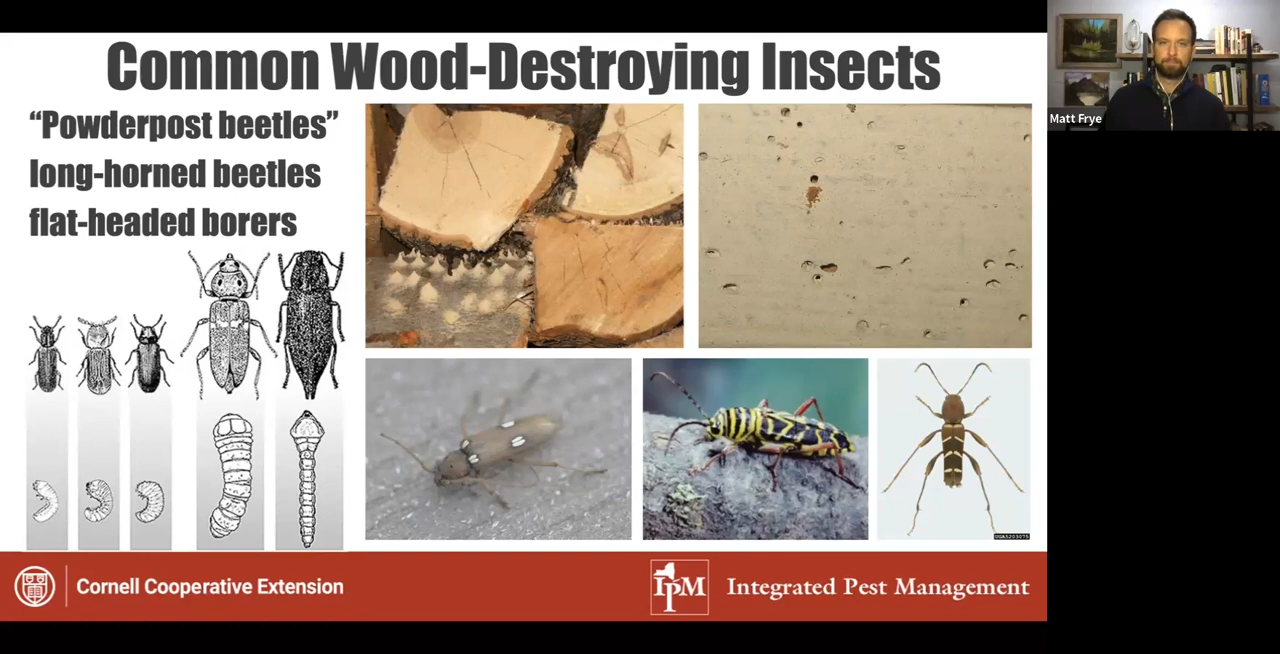 Common Wood-Destroying Insects
“Powderpost beetles”
long-horned beetles
flat-headed borers
Matt Frye
UGA5203075
Cornell Cooperative Extension
IPM
Integrated Pest Management